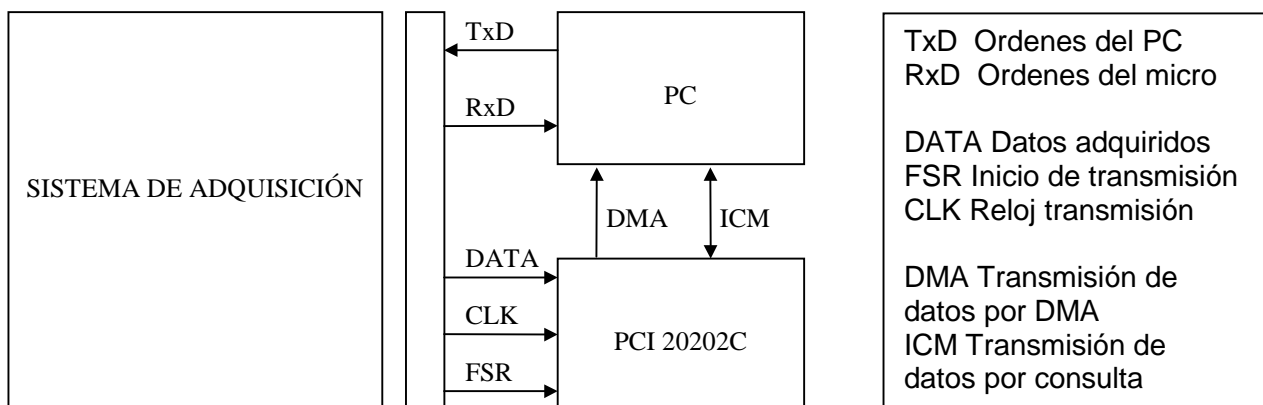 SISTEMA DE ADQUISICIÓN
TxD
RxD
PC
DMA
ICM
DATA
CLK
FSR
PCI 20202C
TxD Ordenes del PC
RxD Ordenes del micro
DATA Datos adquiridos
FSR Inicio de transmisión
CLK Reloj transmisión
DMA Transmisión de
datos por DMA
ICM Transmisión de
datos por consulta